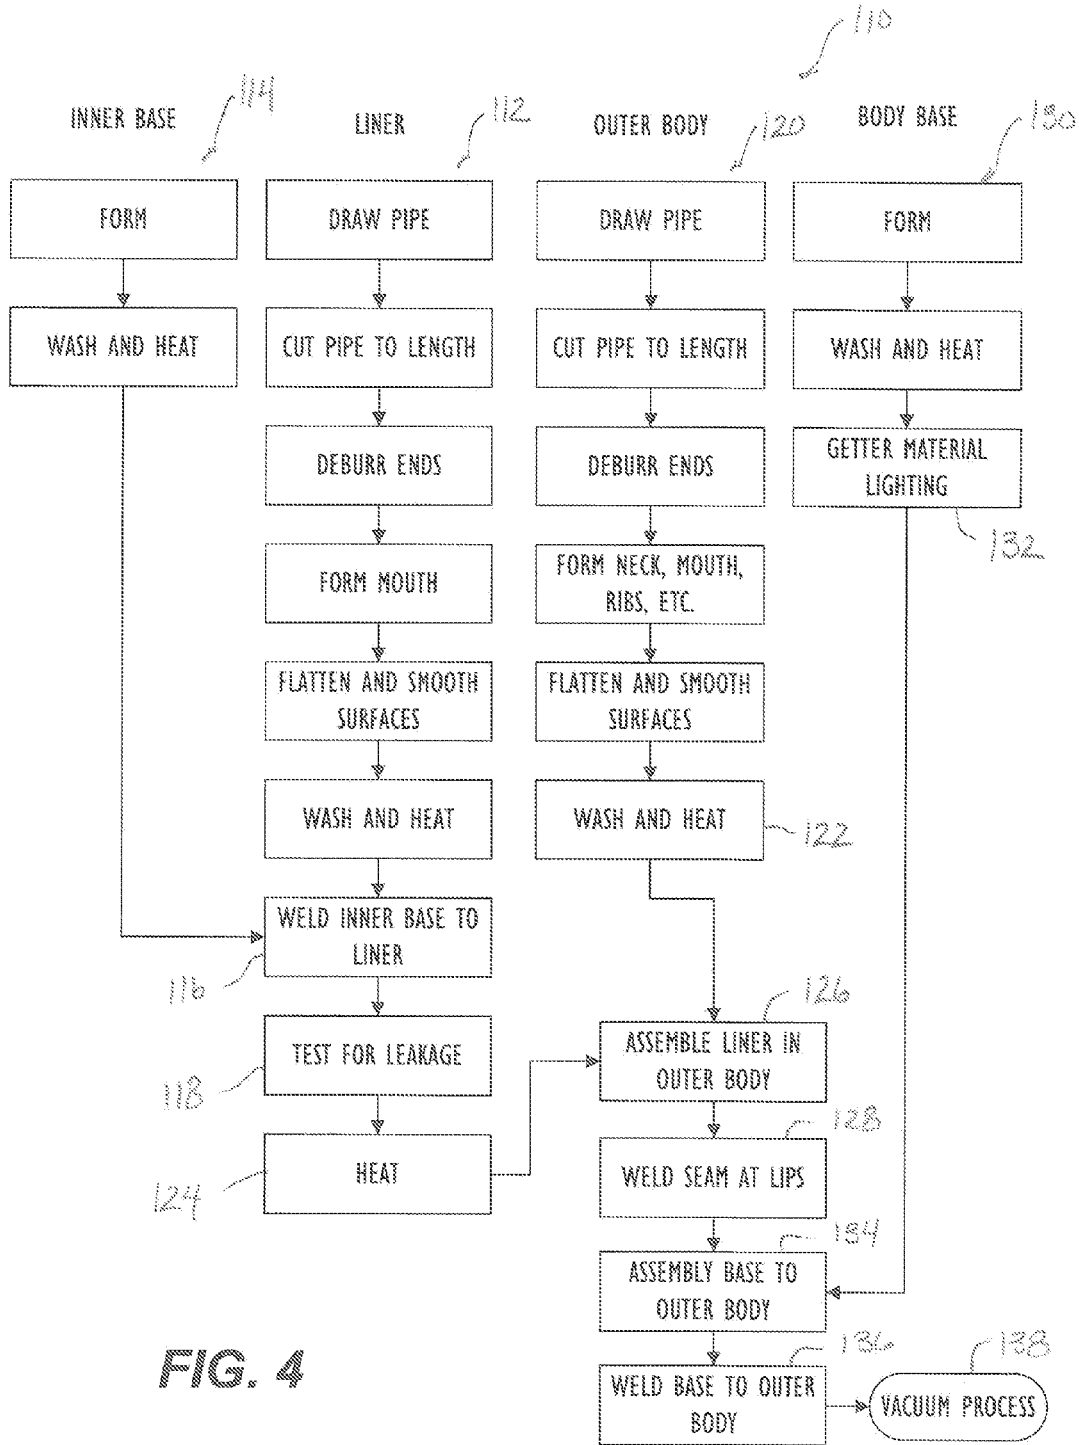 110
INNER BASE
114
LINER
112
OUTER BODY
120
BODY BASE
130
FORM
WASH AND HEAT
DRAW PIPE
CUT PIPE TO LENGTH
DEBURR ENDS
FORM MOUTH
FLATTEN AND SMOOTH
SURFACES
WASH AND HEAT
WELD INNER BASE TO
LINER
116
TEST FOR LEAKAGE
118
HEAT
124
DRAW PIPE
CUT PIPE TO LENGTH
DEBURR ENDS
FORM NECK, MOUTH,
RIBS, ETC.
FLATTEN AND SMOOTH
SURFACES
WASH AND HEAT
122
FORM
WASH AND HEAT
GETTER MATERIAL
LIGHTING
132
126
ASSEMBLE LINER IN
OUTER BODY
128
WELD SEAM AT LIPS
134
ASSEMBLY BASE TO
OUTER BODY
136
WELD BASE TO OUTER
BODY
138
VACUUM PROCESS
FIG. 4